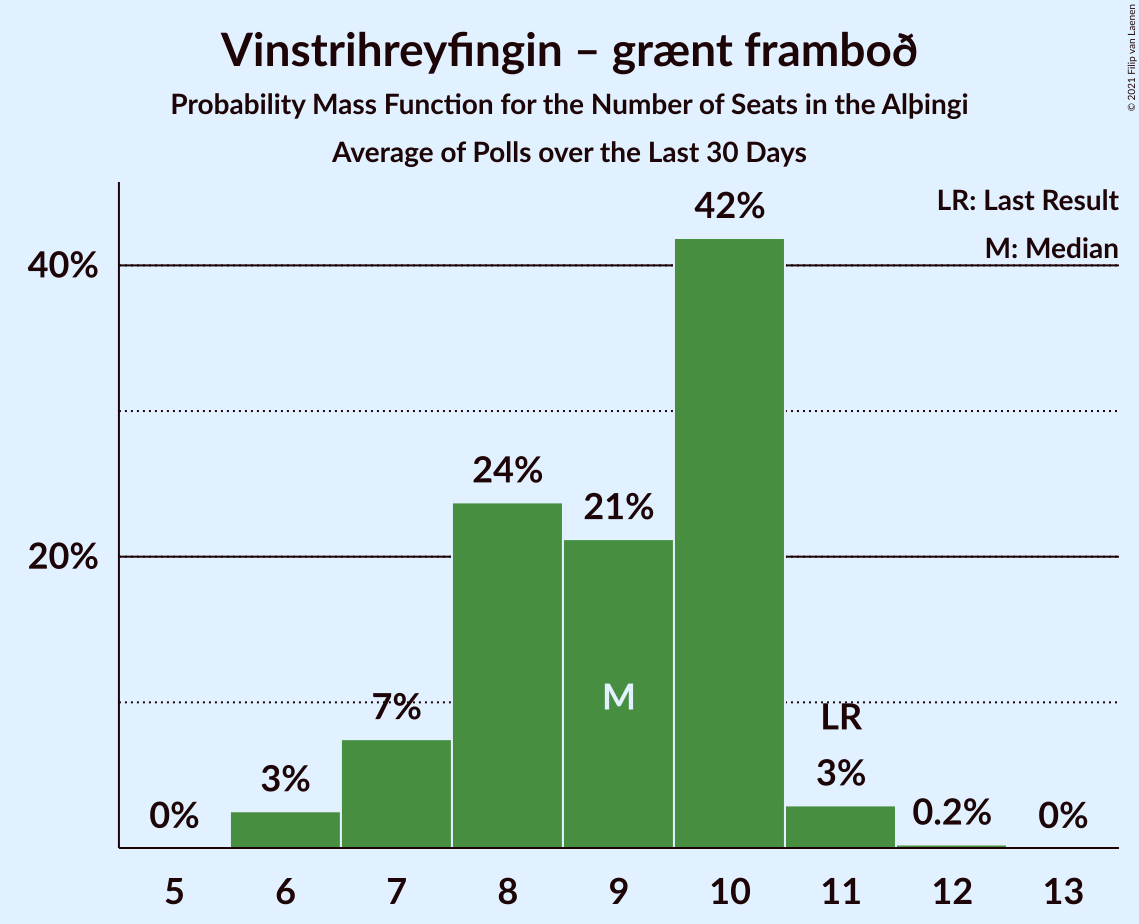 Vinstrihreyfingin – grænt framboð
Probability Mass Function for the Number of Seats in the Alþingi
Average of Polls over the Last 30 Days
© 2021 Filip van Laenen
LR: Last Result
M: Median
42%
40%
24%
21%
20%
M
7%
LR
3%
3%
0%
0.2%
0%
5 6 7 8 9 10 11 12 13